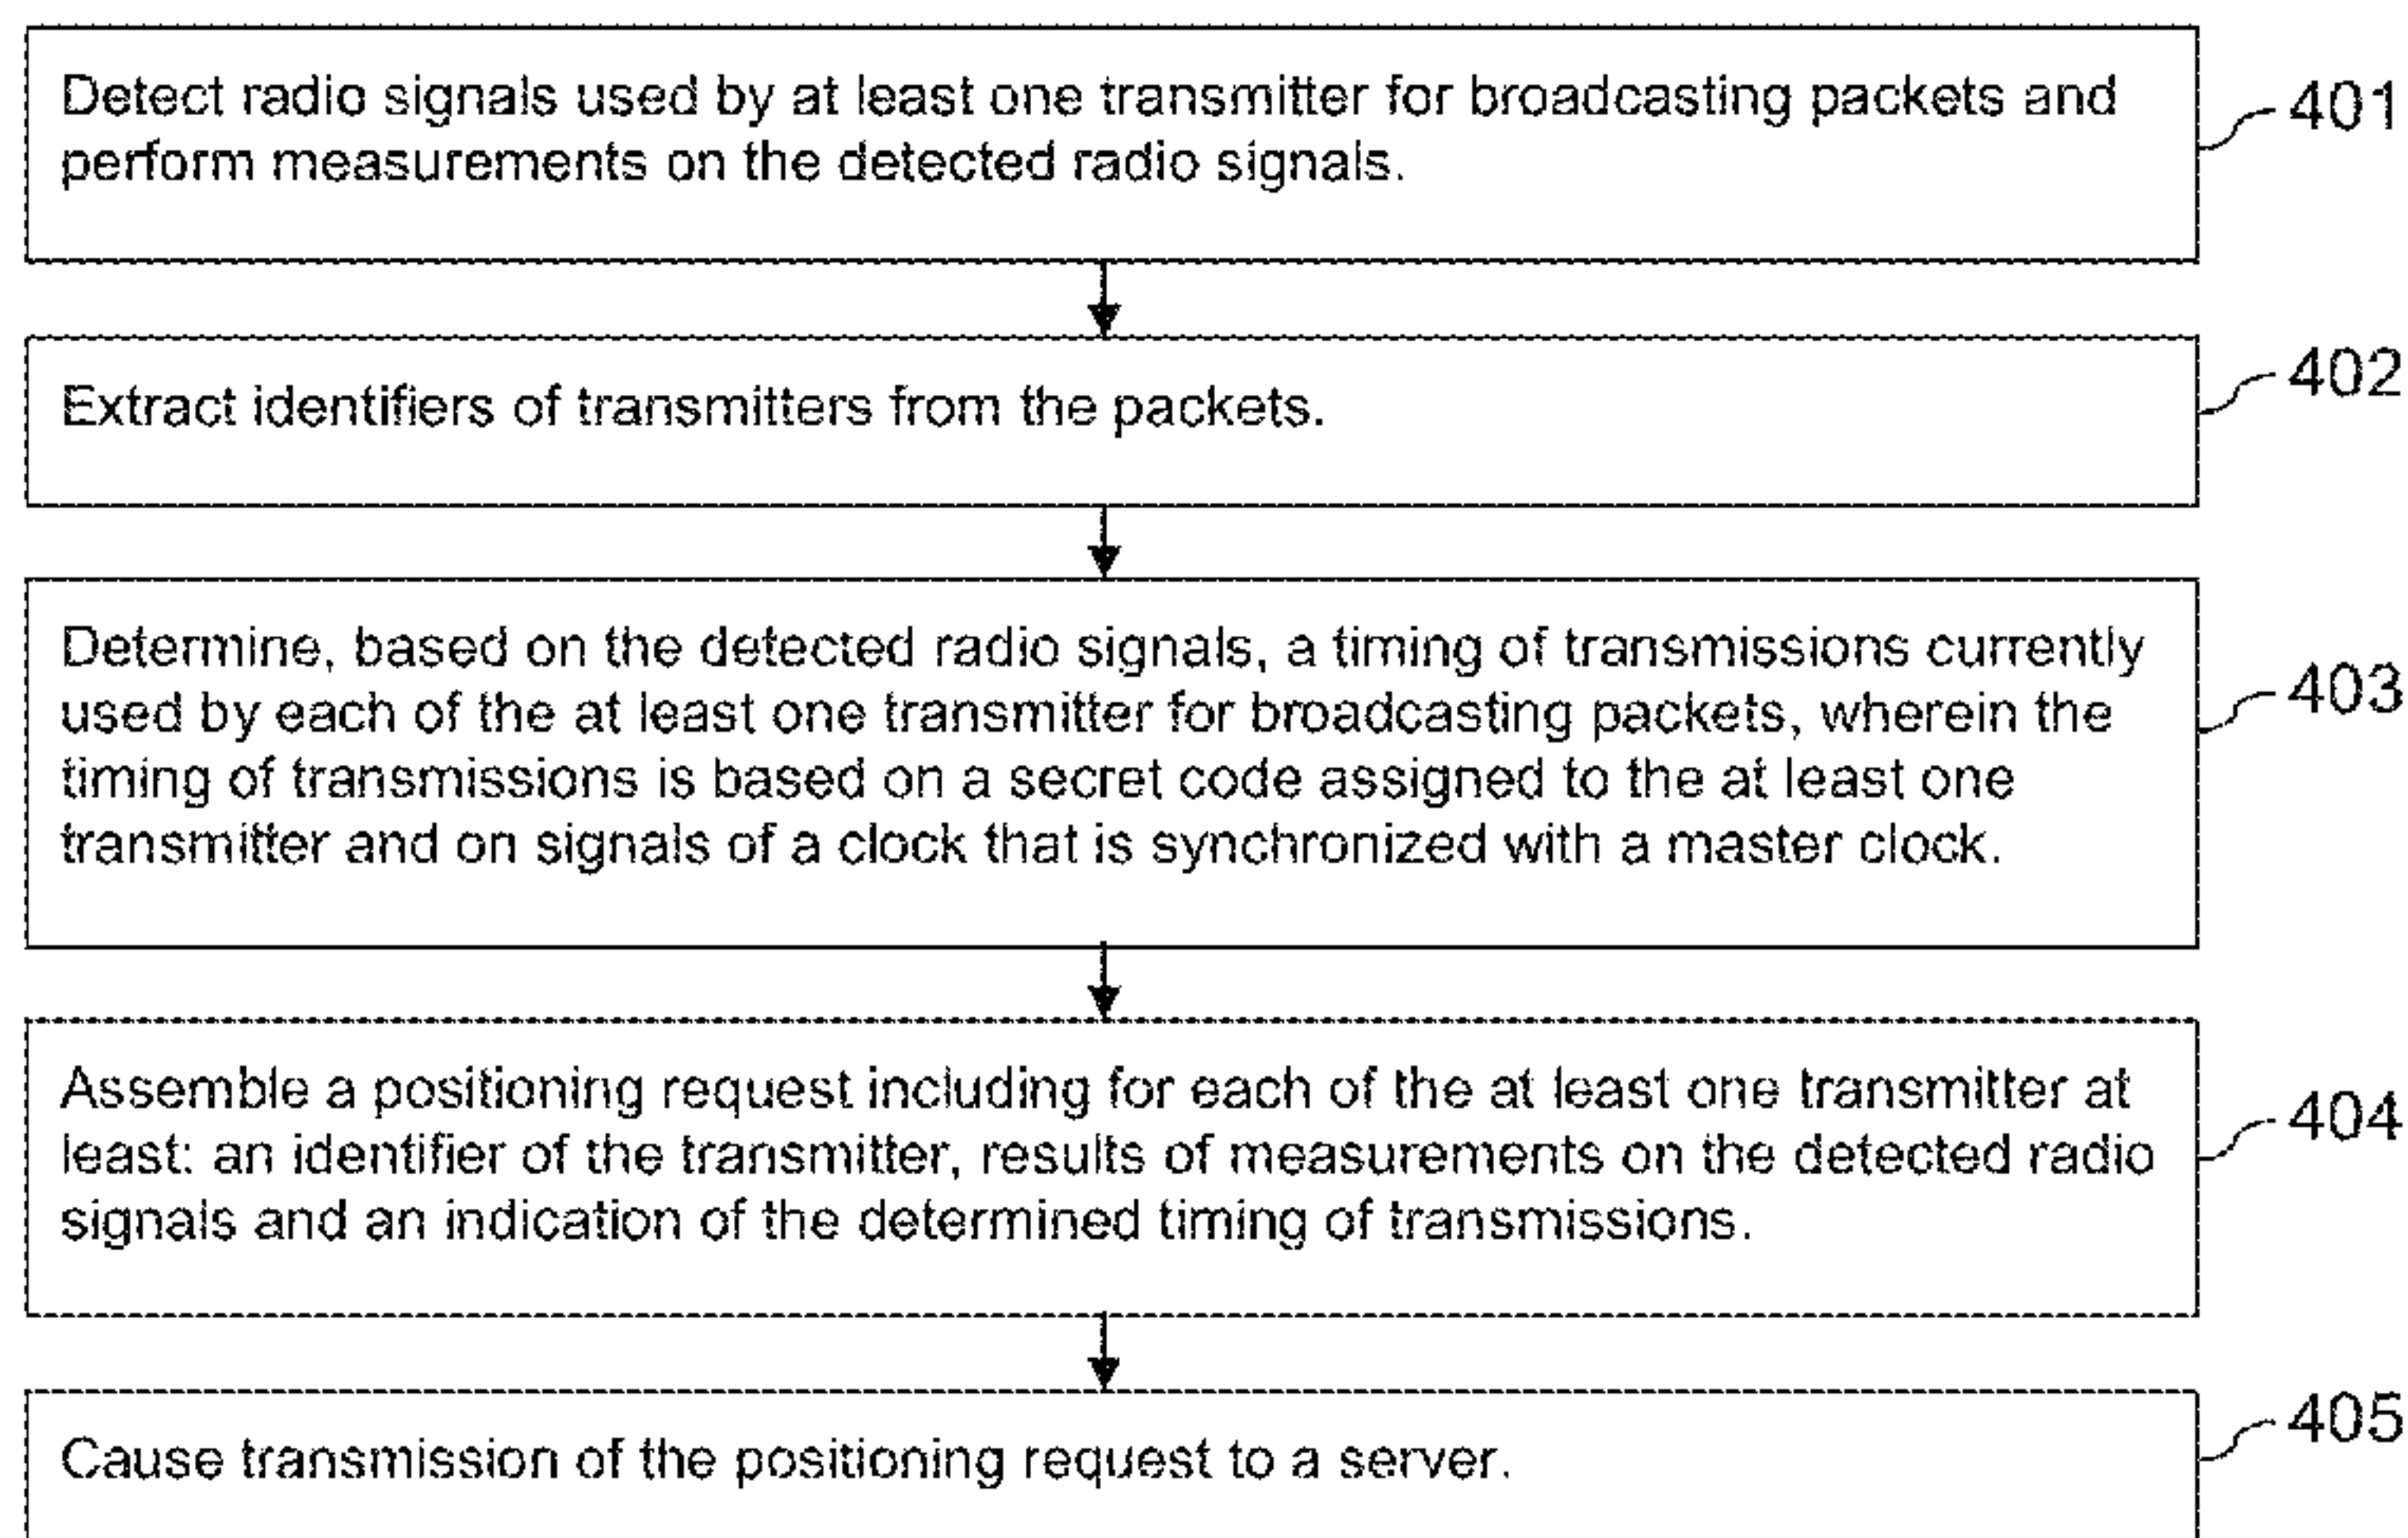 Detect radio signals used by at least one transmitter for broadcasting packets and
perform measurements on the detected radio signals.
401
Extract identifiers of transmitters from the packets.
402
Determine, based on the detected radio signals, a timing of transmissions currently
used by each of the at least one transmitter for broadcasting packets, wherein the
timing of transmissions is based on a secret code assigned to the at least one
transmitter and on signals of a clock that is synchronized with a master clock.
403
Assemble a positioning request including for each of the at least one transmitter at
least: an identifier of the transmitter, results of measurements on the detected radio
signals and an indication of the determined timing of transmissions.
404
Cause transmission of the positioning request to a server.
405